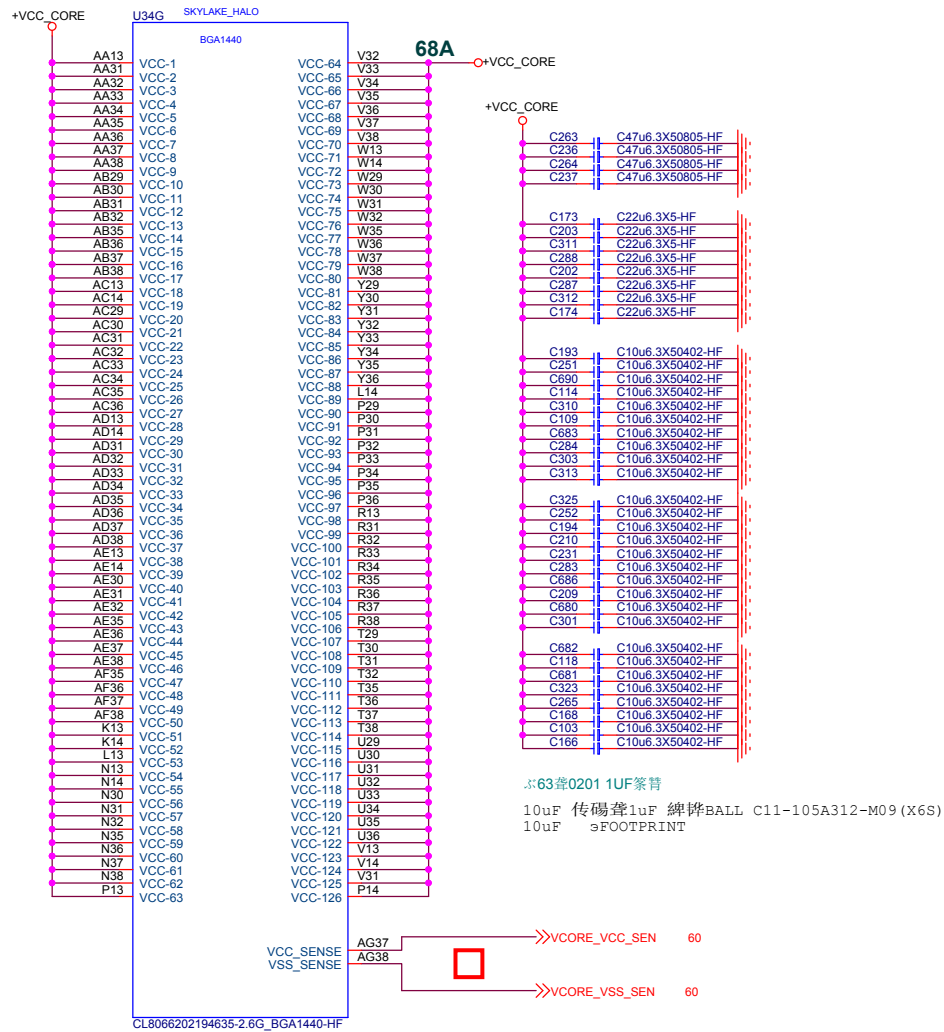 +VCC_CORE
U34G SKYLAKE_HALO
BGA1440
68A
+VCC_CORE
AA13 VCC-1 VCC-64 V32
AA31 VCC-2 VCC-65 V33
AA32 VCC-3 VCC-66 V34
AA33 VCC-4 VCC-67 V35
AA34 VCC-5 VCC-68 V36
AA35 VCC-6 VCC-69 V37
AA36 VCC-7 VCC-70 V38
AA37 VCC-8 VCC-71 W13
AA38 VCC-9 VCC-72 W14
AB29 VCC-10 VCC-73 W29
AB30 VCC-11 VCC-74 W30
AB31 VCC-12 VCC-75 W31
AB32 VCC-13 VCC-76 W32
AB35 VCC-14 VCC-77 W35
AB36 VCC-15 VCC-78 W36
AB37 VCC-16 VCC-79 W37
AB38 VCC-17 VCC-80 W38
AC13 VCC-18 VCC-81 Y29
AC14 VCC-19 VCC-82 Y30
AC29 VCC-20 VCC-83 Y31
AC30 VCC-21 VCC-84 Y32
AC31 VCC-22 VCC-85 Y33
AC32 VCC-23 VCC-86 Y34
AC33 VCC-24 VCC-87 Y35
AC34 VCC-25 VCC-88 Y36
AC35 VCC-26 VCC-89 L14
AC36 VCC-27 VCC-90 P29
AD13 VCC-28 VCC-91 P30
AD14 VCC-29 VCC-92 P31
AD31 VCC-30 VCC-93 P32
AD32 VCC-31 VCC-94 P33
AD33 VCC-32 VCC-95 P34
AD34 VCC-33 VCC-96 P35
AD35 VCC-34 VCC-97 P36
AD36 VCC-35 VCC-98 R13
AD37 VCC-36 VCC-99 R31
AD38 VCC-37 VCC-100 R32
AE13 VCC-38 VCC-101 R33
AE14 VCC-39 VCC-102 R34
AE30 VCC-40 VCC-103 R35
AE31 VCC-41 VCC-104 R36
AE32 VCC-42 VCC-105 R37
AE35 VCC-43 VCC-106 R38
AE36 VCC-44 VCC-107 T29
AE37 VCC-45 VCC-108 T30
AE38 VCC-46 VCC-109 T31
AF35 VCC-47 VCC-110 T32
AF36 VCC-48 VCC-111 T35
AF37 VCC-49 VCC-112 T36
AF38 VCC-50 VCC-113 T37
K13 VCC-51 VCC-114 T38
K14 VCC-52 VCC-115 U29
L13 VCC-53 VCC-116 U30
N13 VCC-54 VCC-117 U31
N14 VCC-55 VCC-118 U32
N30 VCC-56 VCC-119 U33
N31 VCC-57 VCC-120 U34
N32 VCC-58 VCC-121 U35
N35 VCC-59 VCC-122 U36
N36 VCC-60 VCC-123 V13
N37 VCC-61 VCC-124 V14
N38 VCC-62 VCC-125 V31
P13 VCC-63 VCC-126 P14
VCC_SENSE AG37 VCORE_VCC_SEN 60
VSS_SENSE AG38 VCORE_VSS_SEN 60
CL8066202194635-2.6G_BGA1440-HF
+VCC_CORE
C263 C47u6.3X50805-HF
C236 C47u6.3X50805-HF
C264 C47u6.3X50805-HF
C237 C47u6.3X50805-HF
C173 C22u6.3X5-HF
C203 C22u6.3X5-HF
C311 C22u6.3X5-HF
C288 C22u6.3X5-HF
C202 C22u6.3X5-HF
C287 C22u6.3X5-HF
C312 C22u6.3X5-HF
C174 C22u6.3X5-HF
C193 C10u6.3X50402-HF
C251 C10u6.3X50402-HF
C690 C10u6.3X50402-HF
C114 C10u6.3X50402-HF
C310 C10u6.3X50402-HF
C109 C10u6.3X50402-HF
C683 C10u6.3X50402-HF
C284 C10u6.3X50402-HF
C303 C10u6.3X50402-HF
C313 C10u6.3X50402-HF
C325 C10u6.3X50402-HF
C252 C10u6.3X50402-HF
C194 C10u6.3X50402-HF
C210 C10u6.3X50402-HF
C231 C10u6.3X50402-HF
C283 C10u6.3X50402-HF
C686 C10u6.3X50402-HF
C209 C10u6.3X50402-HF
C680 C10u6.3X50402-HF
C301 C10u6.3X50402-HF
C682 C10u6.3X50402-HF
C118 C10u6.3X50402-HF
C681 C10u6.3X50402-HF
C323 C10u6.3X50402-HF
C265 C10u6.3X50402-HF
C168 C10u6.3X50402-HF
C103 C10u6.3X50402-HF
C166 C10u6.3X50402-HF
ぶ63聋0201 1UF
10uF 1uF BALL C11-105A312-M09(X6S)
10uF FOOTPRINT